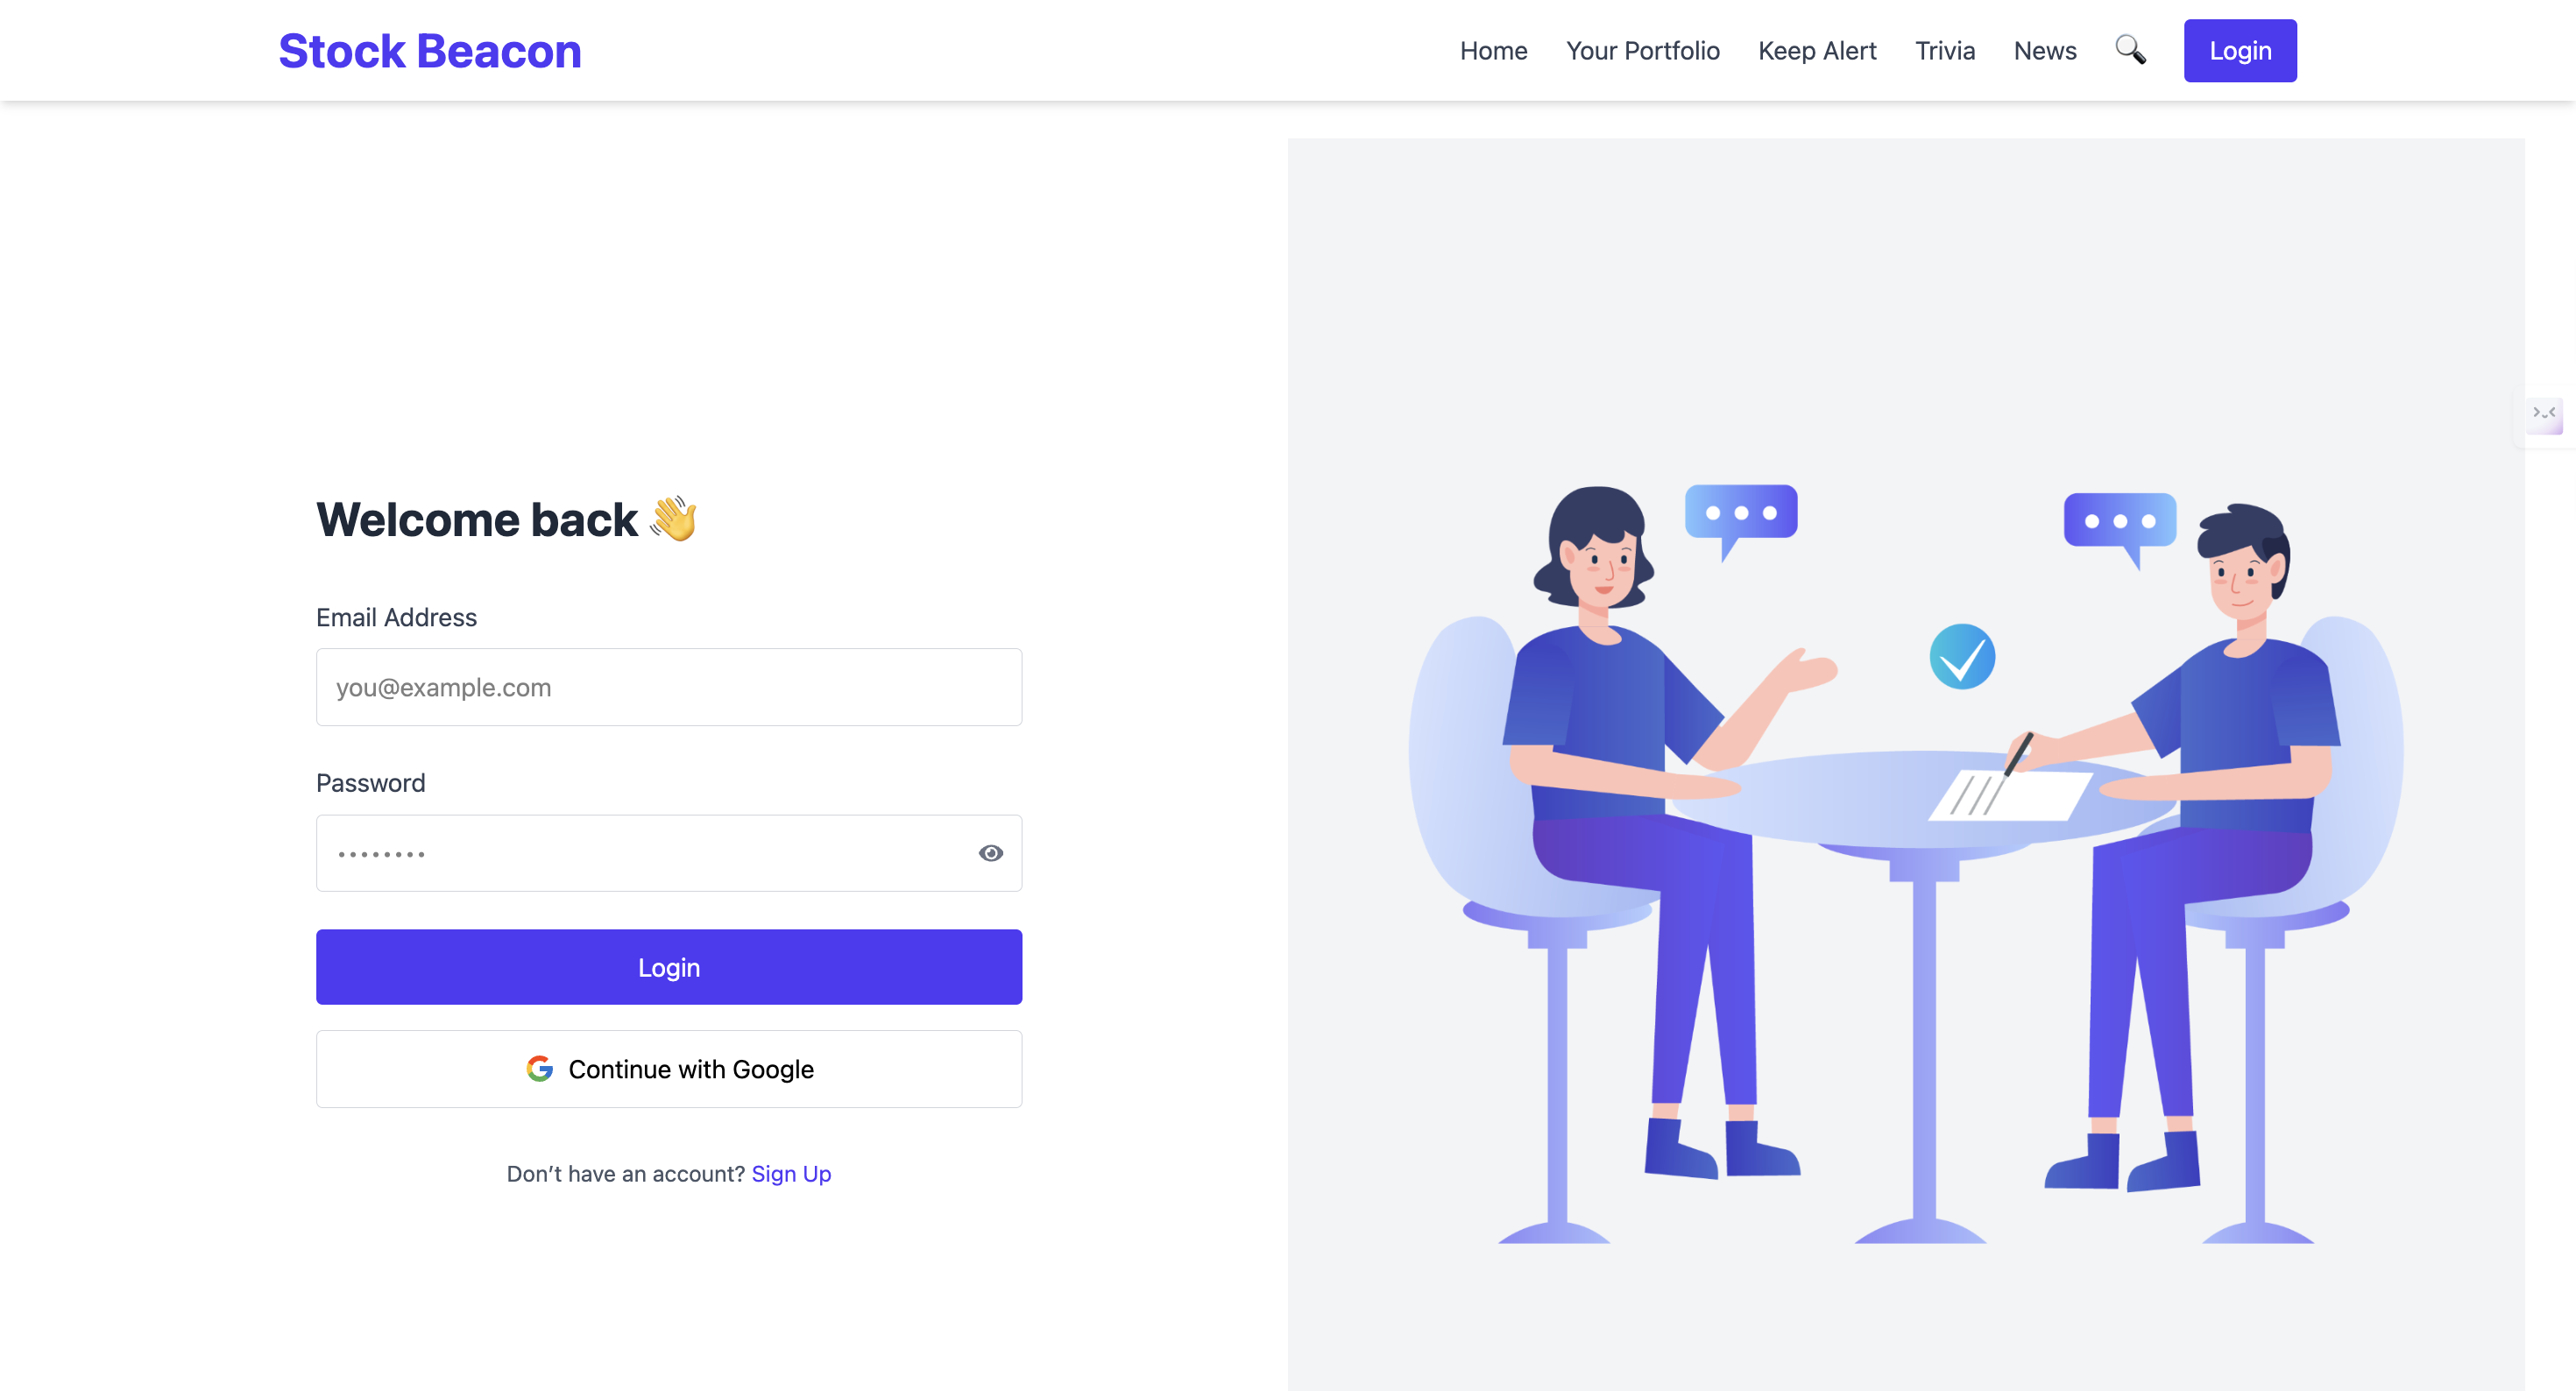 Stock Beacon
Home Your Portfolio Keep Alert Trivia News 🔍 Login
Welcome back 👋
Email Address
you@example.com
Password
••••••••
Login
Continue with Google
Don’t have an account? Sign Up